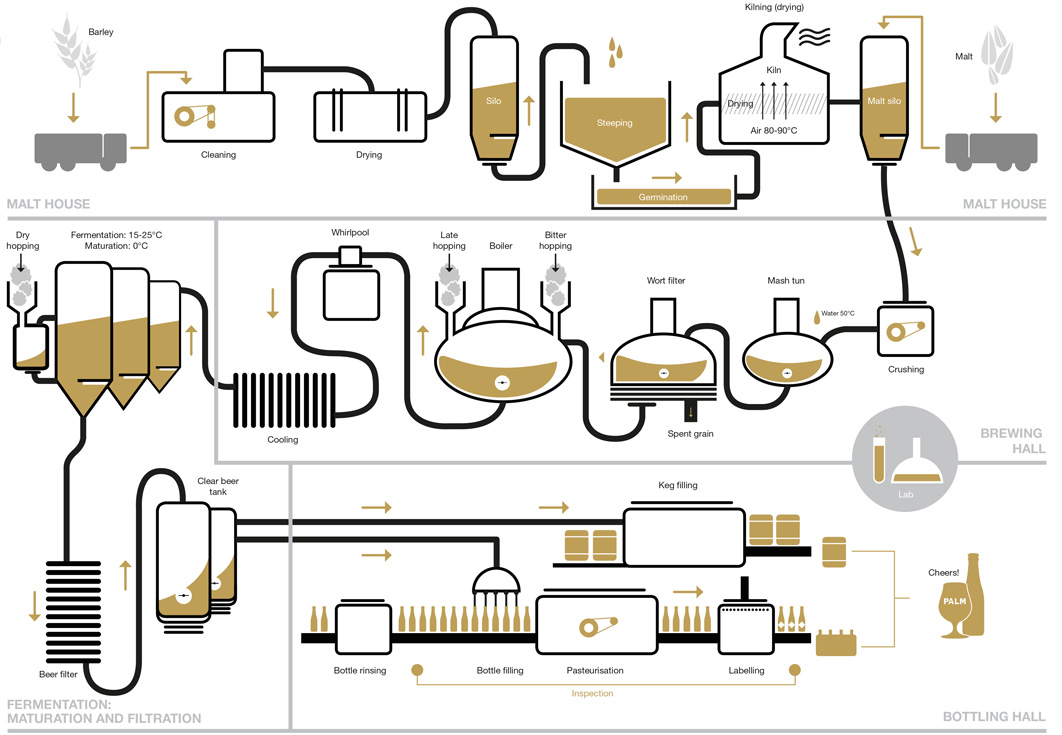 Barley
Cleaning
Drying
Silo
Steeping
Germination
Kilning (drying)
Kiln
Drying
Air 80-90°C
Malt silo
Malt
MALT HOUSE
MALT HOUSE
Dry
hopping
Fermentation: 15-25°C
Maturation: 0°C
Whirlpool
Cooling
Late
hopping
Boiler
Bitter
hopping
Wort filter
Spent grain
Mash tun
Water 50°C
Crushing
BREWING
HALL
Lab
Clear beer
tank
Beer filter
FERMENTATION:
MATURATION AND FILTRATION
Keg filling
Bottle rinsing
Bottle filling
Pasteurisation
Labelling
Inspection
Cheers!
PALM
BOTTLING HALL